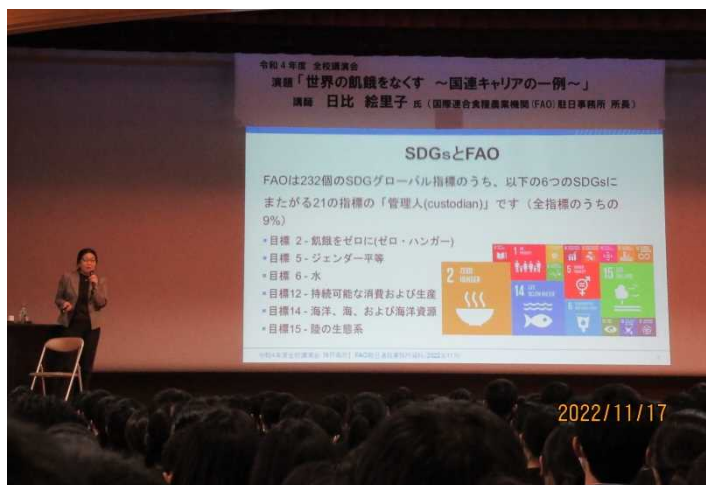 令和4年度 全校講演会
演題「世界の飢餓をなくす ～国連キャリアの一例～」
講師 日比 絵里子 氏 (国際連合食糧農業機関(FAO)駐日事務所 所長)
SDGsとFAO
FAOは232個のSDGグローバル指標のうち、以下の6つのSDGsに
またがる21の指標の「管理人(custodian)」です (全指標のうちの
9%)
目標 2 - 飢餓をゼロに(ゼロ・ハンガー)
目標 5 - ジェンダー平等
目標 6 - 水
目標12 - 持続可能な消費および生産
目標14 - 海洋、海、および海洋資源
目標15 - 陸の生態系
2 ZERO
HUNGER
14 LIFE
BELOW WATER
5
15
2022/11/17